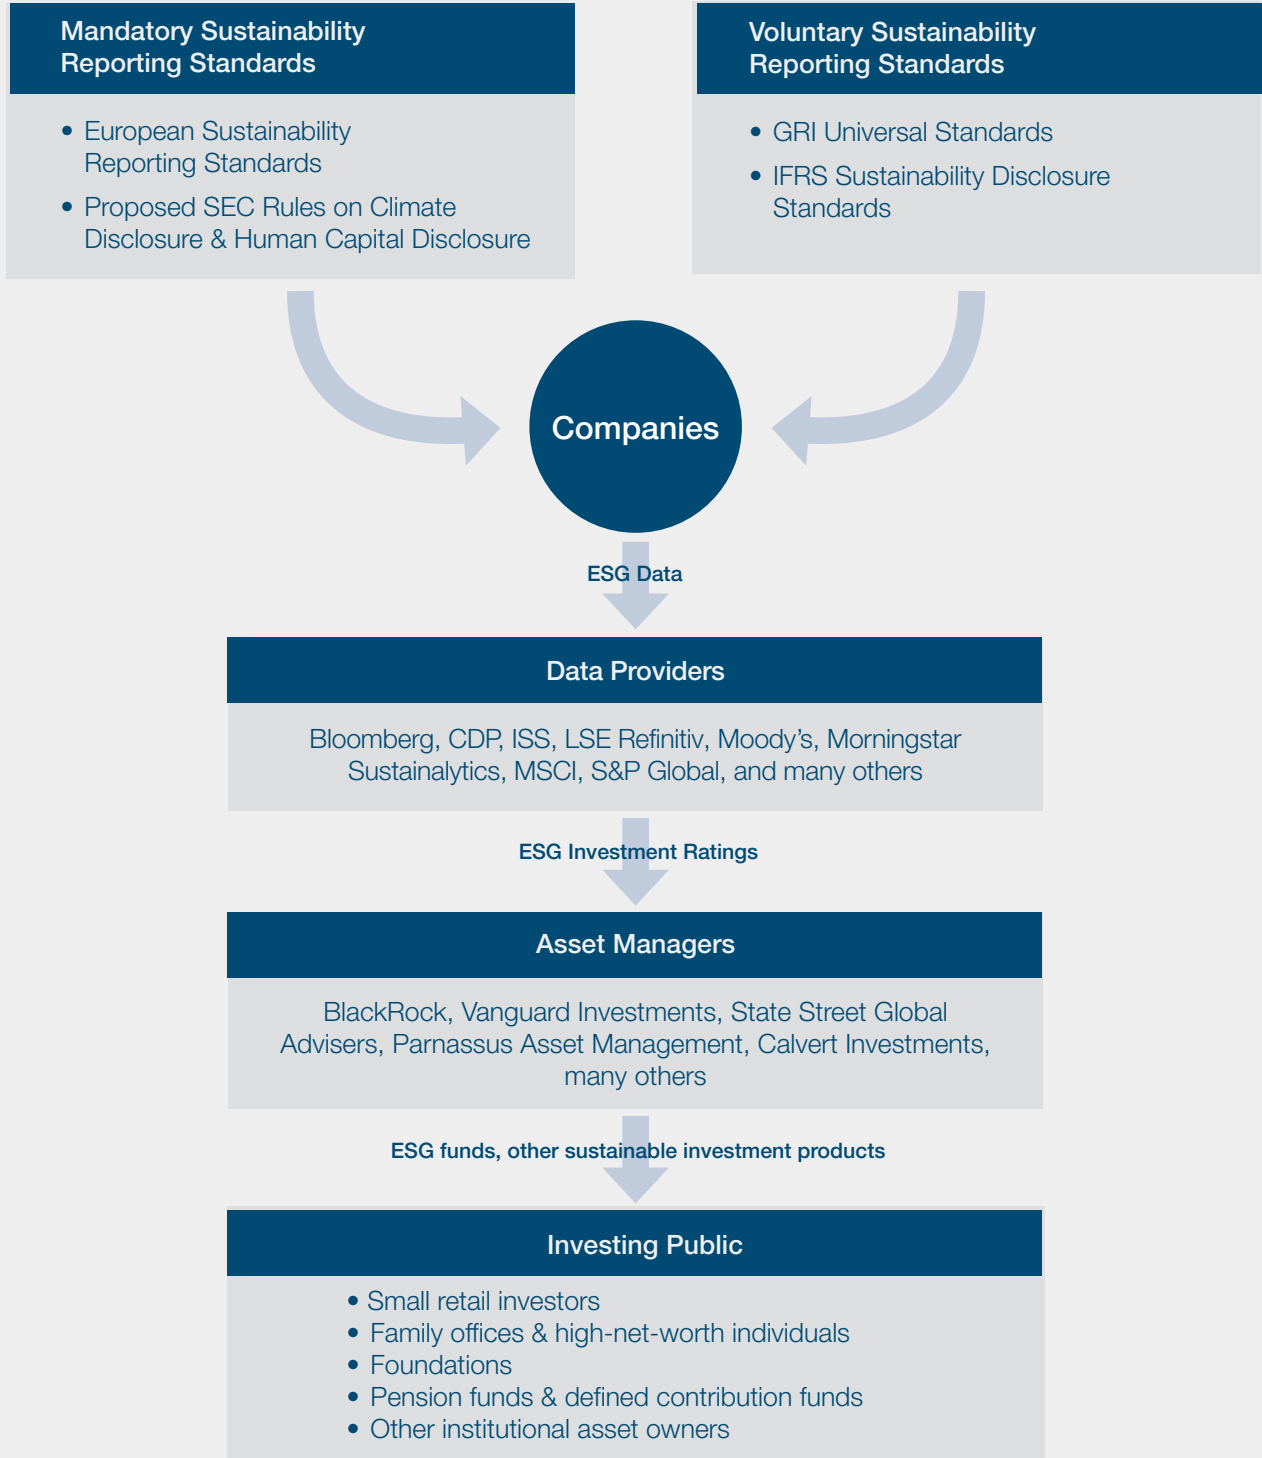 Mandatory Sustainability
Reporting Standards
• European Sustainability
Reporting Standards
• Proposed SEC Rules on Climate
Disclosure & Human Capital Disclosure
Voluntary Sustainability
Reporting Standards
• GRI Universal Standards
• IFRS Sustainability Disclosure
Standards
Companies
ESG Data
Data Providers
Bloomberg, CDP, ISS, LSE Refinitiv, Moody’s, Morningstar
Sustainalytics, MSCI, S&P Global, and many others
ESG Investment Ratings
Asset Managers
BlackRock, Vanguard Investments, State Street Global
Advisers, Parnassus Asset Management, Calvert Investments,
many others
ESG funds, other sustainable investment products
Investing Public
• Small retail investors
• Family offices & high-net-worth individuals
• Foundations
• Pension funds & defined contribution funds
• Other institutional asset owners